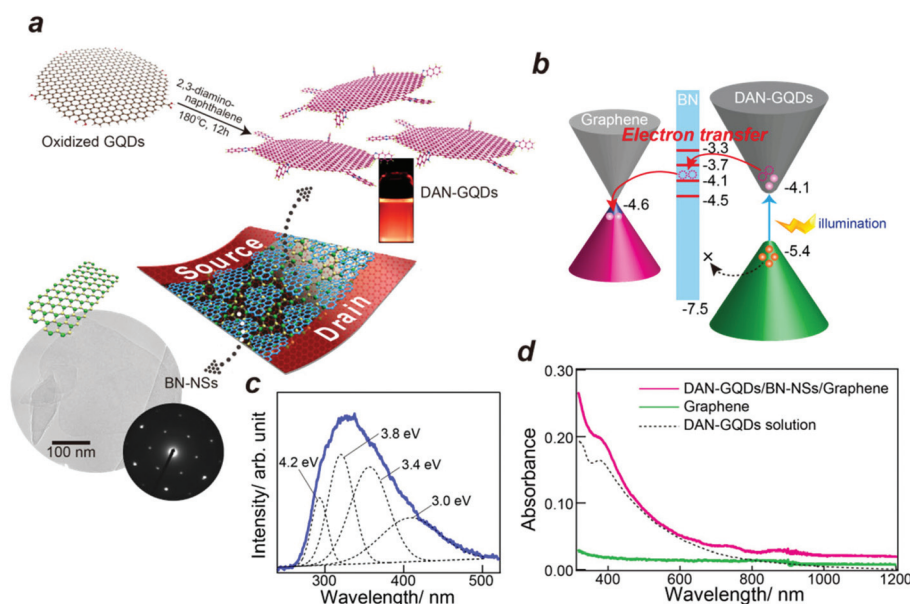 a
2,3-diamino-
naphthalene
180℃, 12h
Oxidized GQDs
DAN-GQDs
Source
Drain
BN-NSs
100 nm
b
Graphene
BN
DAN-GQDs
Electron transfer
-3.3
-3.7
-4.1
-4.5
-4.6
-4.1
illumination
-5.4
×
-7.5
c
Intensity/ arb. unit
4.2 eV
3.8 eV
3.4 eV
3.0 eV
300
400
500
Wavelength/ nm
d
Absorbance
0.30
0.20
0.10
0.00
DAN-GQDs/BN-NSs/Graphene
Graphene
DAN-GQDs solution
400
600
800
1000
1200
Wavelength/ nm